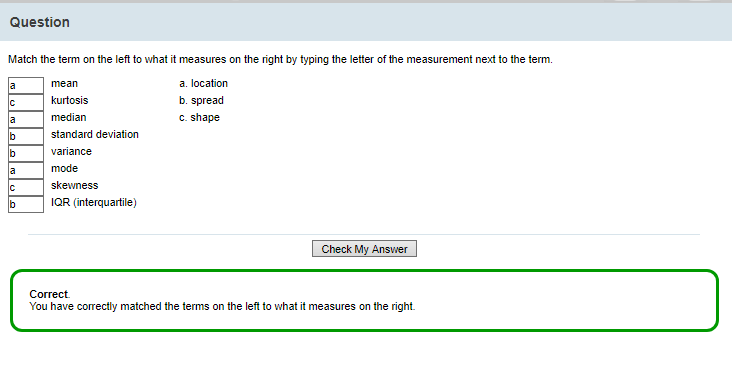 Question
Match the term on the left to what it measures on the right by typing the letter of the measurement next to the term.
a mean a. location
c kurtosis b. spread
a median c. shape
b standard deviation
b variance
a mode
c skewness
b IQR (interquartile)
Check My Answer
Correct.
You have correctly matched the terms on the left to what it measures on the right.